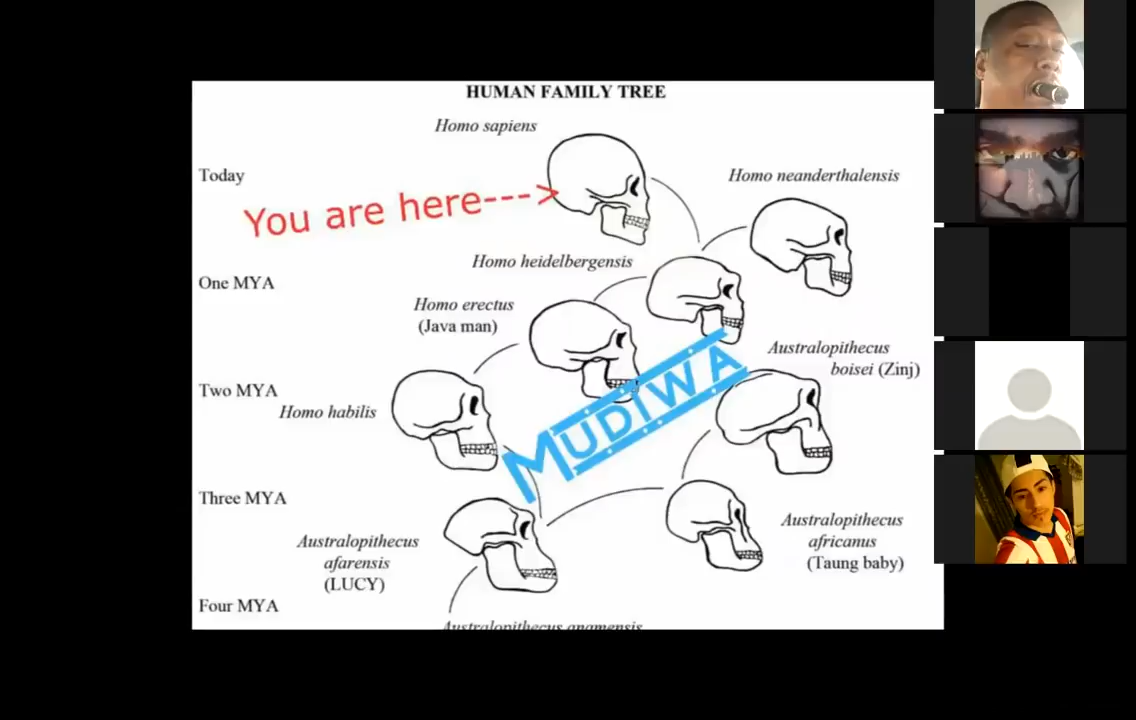 HUMAN FAMILY TREE
Homo sapiens
Today
Homo neanderthalensis
You are here--->
Homo heidelbergensis
One MYA
Homo erectus
(Java man)
Australopithecus
boisei (Zinj)
Two MYA
Homo habilis
MUDIWA
Three MYA
Australopithecus
africanus
(Taung baby)
Australopithecus
afarensis
(LUCY)
Four MYA
Australopithecus anamensis